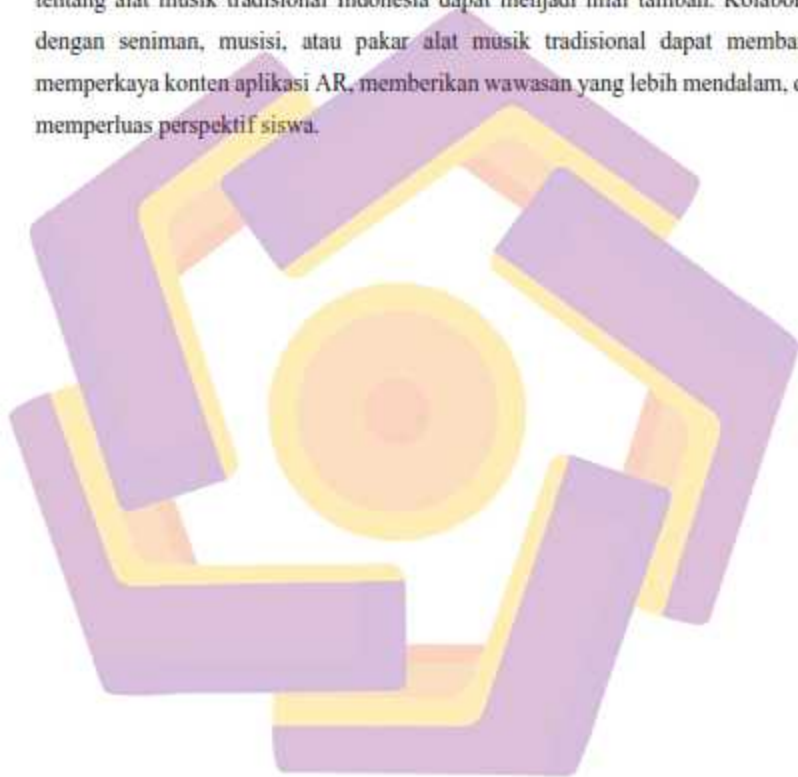 tentang alat musik tradisional Indonesia dapat menjadi nilai tambah. Kolabo
dengan seniman, musisi, atau pakar alat musik tradisional dapat memba
memperkaya konten aplikasi AR, memberikan wawasan yang lebih mendalam,
memperluas perspektif siswa.